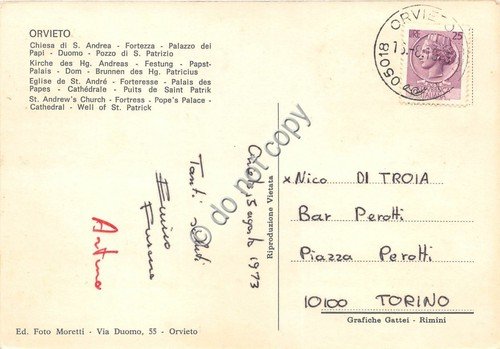 ORVIETO
Chiesa di S. Andrea - Fortezza - Palazzo dei
Papi - Duomo - Pozzo di S. Patrizio
Kirche des Hg. Andreas - Festung - Papst-
Palais - Dom - Brunnen des Hg. Patricius
Eglise de St. André - Forteresse - Palais des
Papes - Cathédrale - Puits de Saint Patrik
St. Andrew's Church - Fortress - Pope's Palace -
Cathedral - Well of St. Patrick
ORVIETO
05018
LIRE 25
© do not copy
Tanti saluti
Enrico
Arturo
1973
Riproduzione Vietata
x Nico DI TROIA
Bar Perotti
Piazza Perotti
10100 TORINO
Grafiche Gattei - Rimini
Ed. Foto Moretti - Via Duomo, 55 - Orvieto